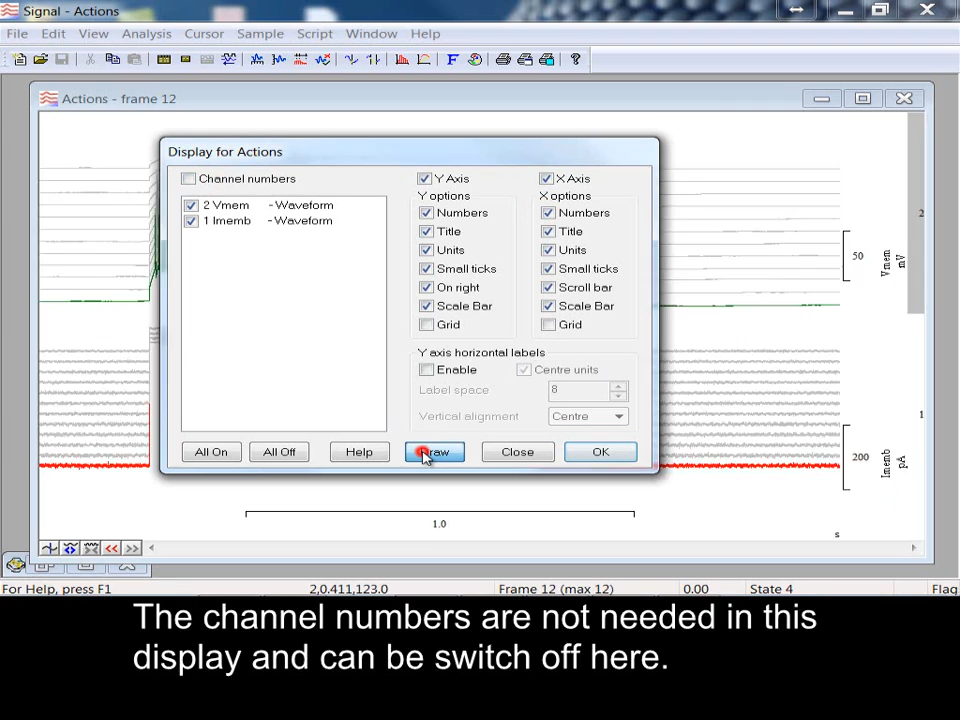 Signal - Actions
File Edit View Analysis Cursor Sample Script Window Help
Actions - frame 12
Display for Actions
Channel numbers
2 Vmem - Waveform
1 Imemb - Waveform
Y Axis
Y options
Numbers
Title
Units
Small ticks
On right
Scale Bar
Grid
X Axis
X options
Numbers
Title
Units
Small ticks
Scroll bar
Scale Bar
Grid
Y axis horizontal labels
Enable
Centre units
Label space
8
Vertical alignment
Centre
All On
All Off
Help
Close
OK
2
50
Vmem
mV
1
200
Imemb
pA
1.0
s
For Help, press F1
2,0.411,123.0
Frame 12 (max 12)
0.00
State 4
Flag
The channel numbers are not needed in this
display and can be switch off here.